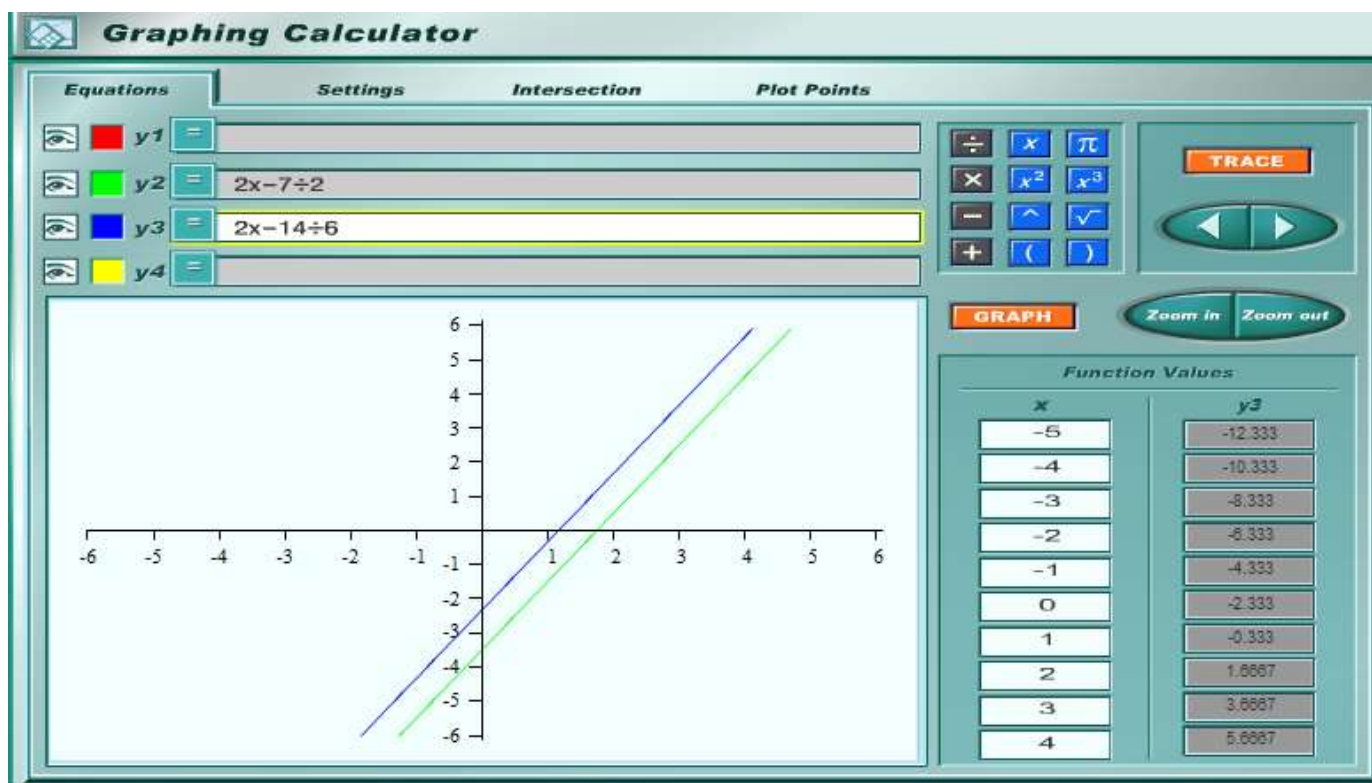 Graphing Calculator
Equations Settings Intersection Plot Points
y1 =
y2 = 2x−7÷2
y3 = 2x−14÷6
y4 =
÷ x π
× x² x³
− ^ √
+ ( )
TRACE
GRAPH Zoom in Zoom out
6
5
4
3
2
1
-6 -5 -4 -3 -2 -1 1 2 3 4 5 6
-1
-2
-3
-4
-5
-6
Function Values
x y3
-5 -12.333
-4 -10.333
-3 -8.333
-2 -6.333
-1 -4.333
0 -2.333
1 -0.333
2 1.6667
3 3.6667
4 5.6667